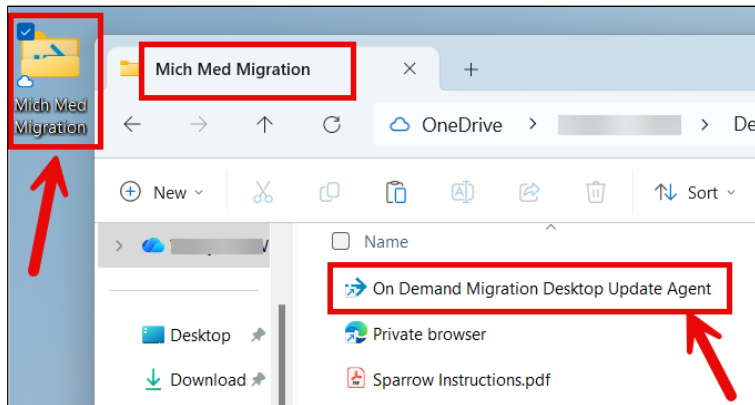 Mich Med
Migration
Mich Med Migration
OneDrive
De
New
Sort
Name
On Demand Migration Desktop Update Agent
Desktop
Private browser
Download
Sparrow Instructions.pdf